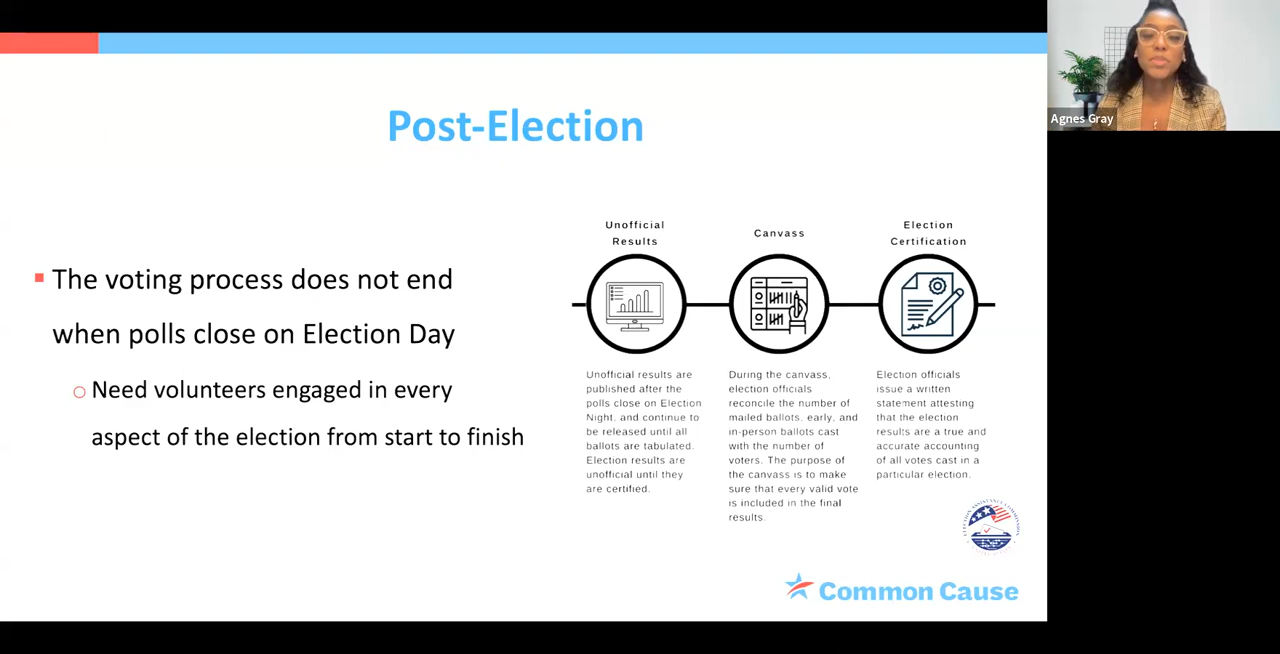 Post-Election
The voting process does not end
when polls close on Election Day
Need volunteers engaged in every
aspect of the election from start to finish
Unofficial
Results
Unofficial results are
published after the
polls close on Election
Night, and continue to
be released until all
ballots are tabulated.
Election results are
unofficial until they
are certified.
Canvass
During the canvass,
election officials
reconcile the number of
mailed ballots, early, and
in-person ballots cast
with the number of
voters. The purpose of
the canvass is to make
sure that every valid vote
is included in the final
results.
Election
Certification
Election officials
issue a written
statement attesting
that the election
results are a true and
accurate accounting
of all votes cast in a
particular election.
Common Cause
Agnes Gray